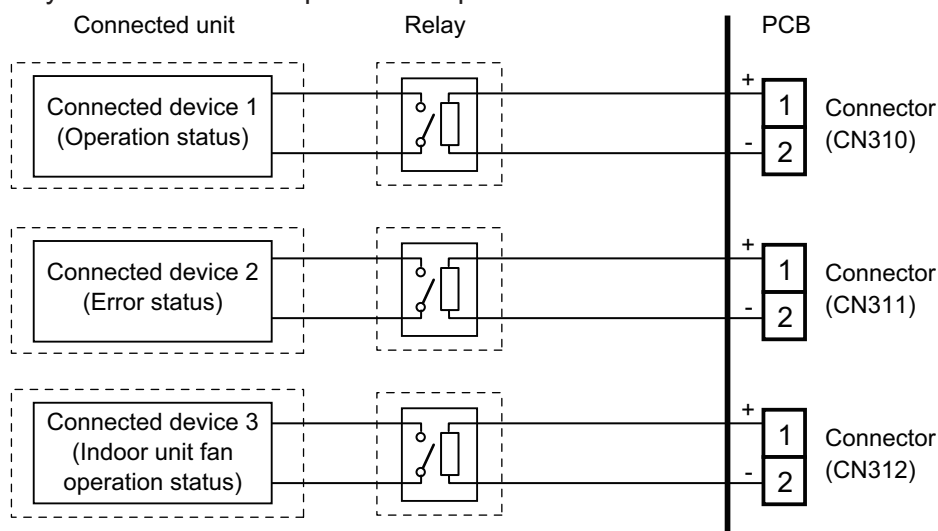 Connected unit
Relay
PCB
Connected device 1
(Operation status)
+
1
-
2
Connector
(CN310)
Connected device 2
(Error status)
+
1
-
2
Connector
(CN311)
Connected device 3
(Indoor unit fan
operation status)
+
1
-
2
Connector
(CN312)